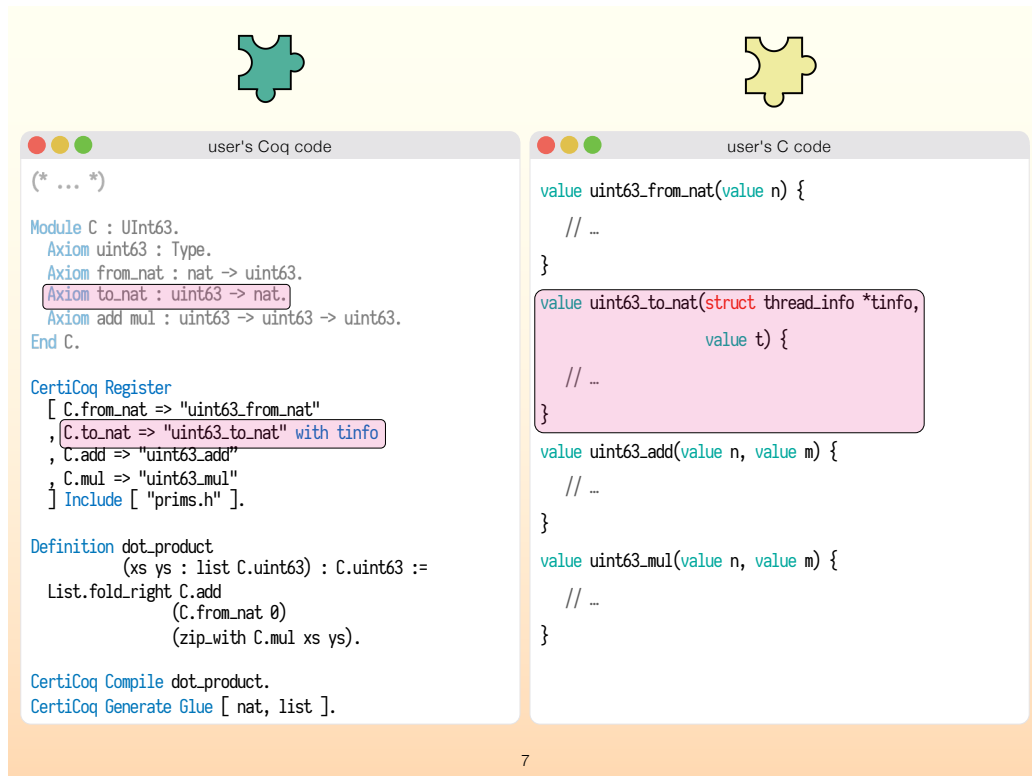 user's Coq code
(* ... *)
Module C : UInt63.
Axiom uint63 : Type.
Axiom from_nat : nat -> uint63.
Axiom to_nat : uint63 -> nat.
Axiom add mul : uint63 -> uint63 -> uint63.
End C.
CertiCoq Register
[ C.from_nat => "uint63_from_nat"
, C.to_nat => "uint63_to_nat" with tinfo
, C.add => "uint63_add”
, C.mul => "uint63_mul"
] Include [ "prims.h" ].
Definition dot_product
(xs ys : list C.uint63) : C.uint63 :=
List.fold_right C.add
(C.from_nat 0)
(zip_with C.mul xs ys).
CertiCoq Compile dot_product.
CertiCoq Generate Glue [ nat, list ].
user's C code
value uint63_from_nat(value n) {
// …
}
value uint63_to_nat(struct thread_info *tinfo,
value t) {
// …
}
value uint63_add(value n, value m) {
// …
}
value uint63_mul(value n, value m) {
// …
}
7